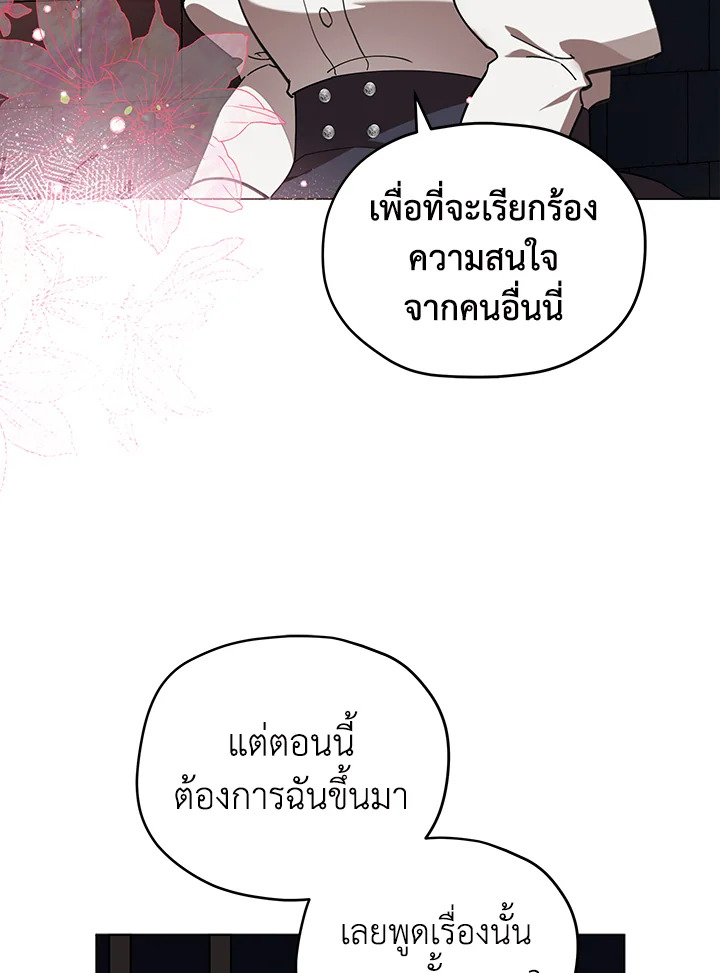 เพื่อที่จะเรียกร้อง
ความสนใจ
จากคนอื่นนี่
แต่ตอนนี้
ต้องการฉันขึ้นมา
เลยพูดเรื่องนั้น